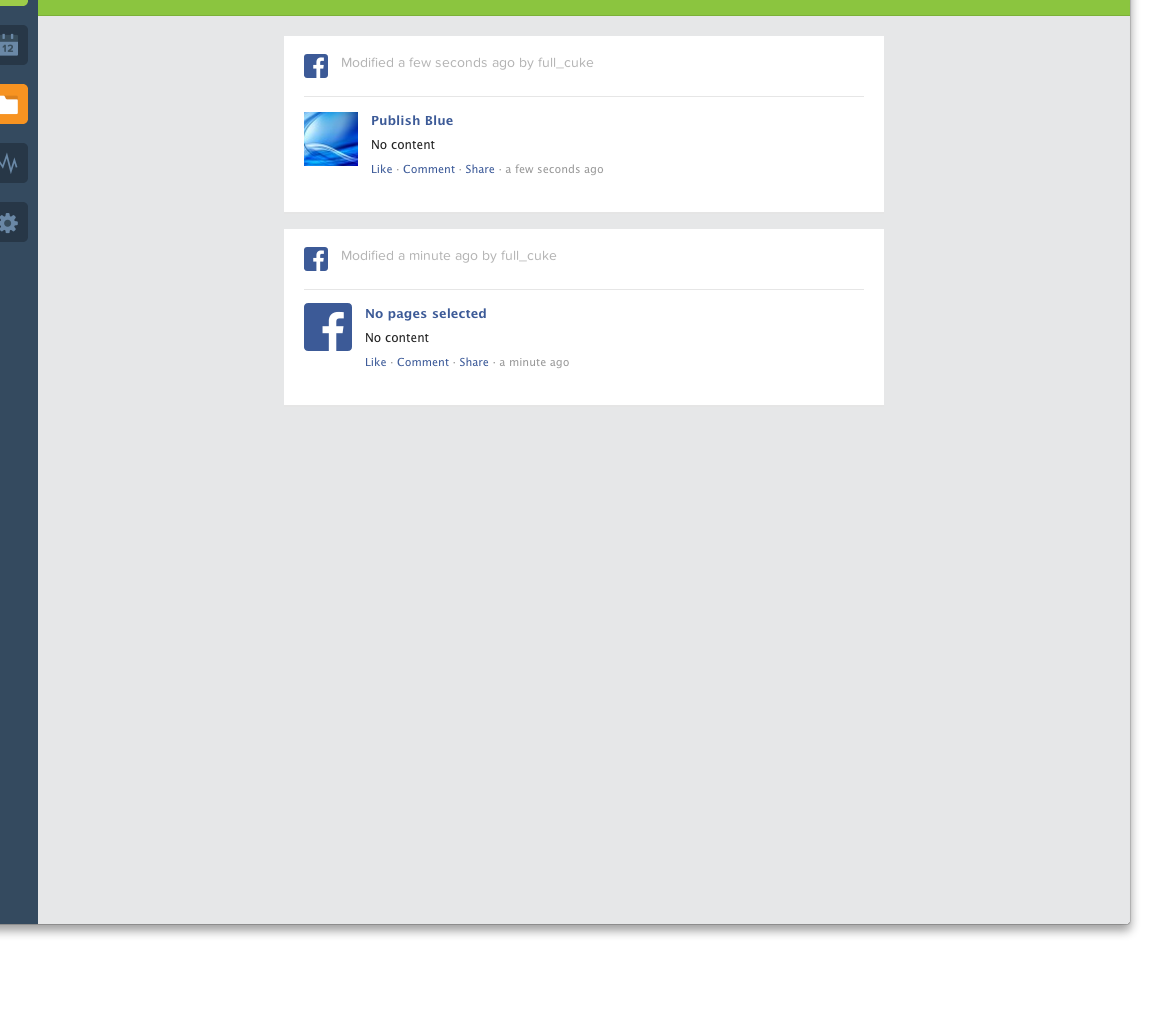 12
Modified a few seconds ago by full_cuke
Publish Blue
No content
Like · Comment · Share · a few seconds ago
Modified a minute ago by full_cuke
No pages selected
No content
Like · Comment · Share · a minute ago